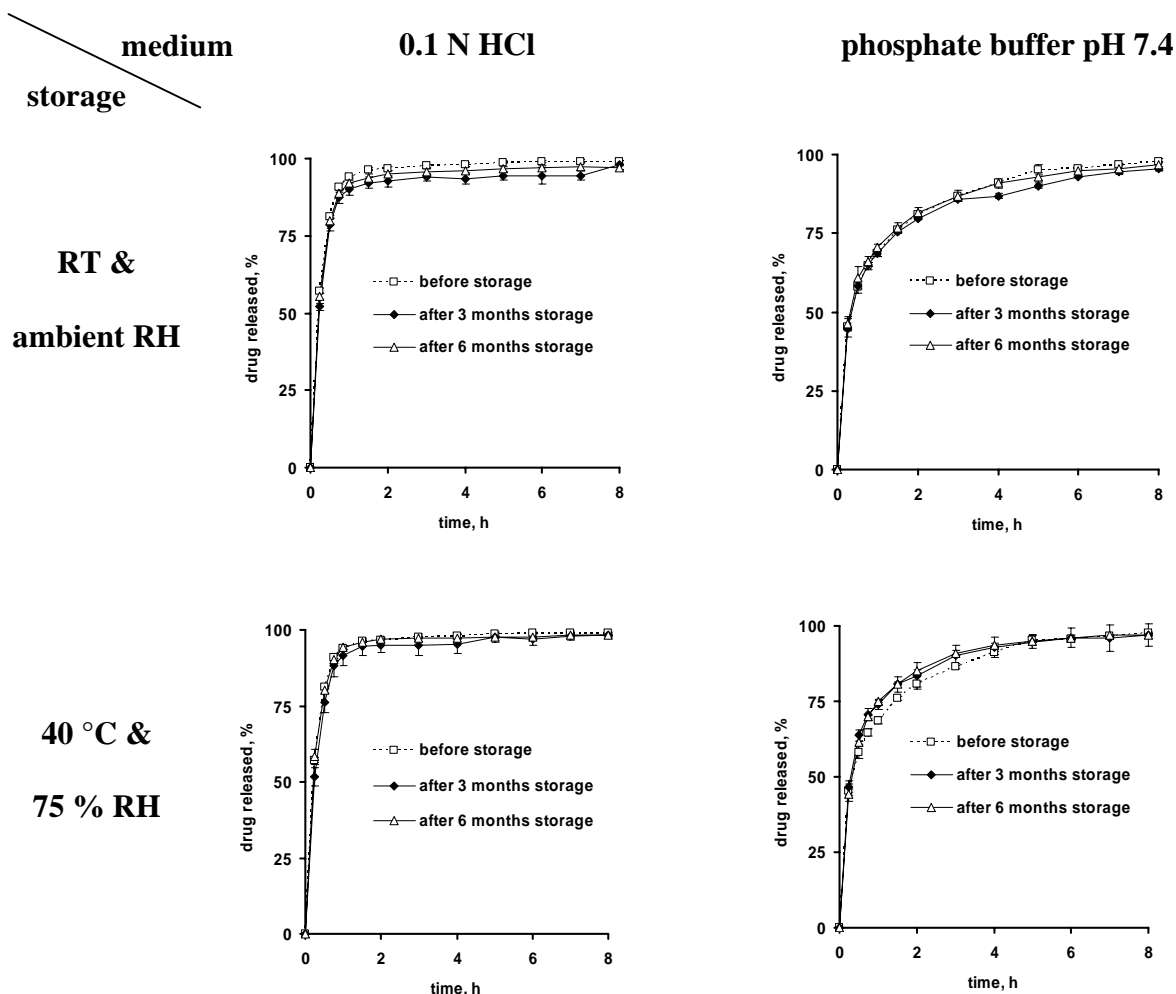 medium
storage
0.1 N HCl
phosphate buffer pH 7.4
RT &
ambient RH
100
75
50
25
0
drug released, %
before storage
after 3 months storage
after 6 months storage
0 2 4 6 8
time, h
100
75
50
25
0
drug released, %
before storage
after 3 months storage
after 6 months storage
0 2 4 6 8
time, h
40 °C &
75 % RH
100
75
50
25
0
drug released, %
before storage
after 3 months storage
after 6 months storage
0 2 4 6 8
time, h
100
75
50
25
0
drug released, %
before storage
after 3 months storage
after 6 months storage
0 2 4 6 8
time, h